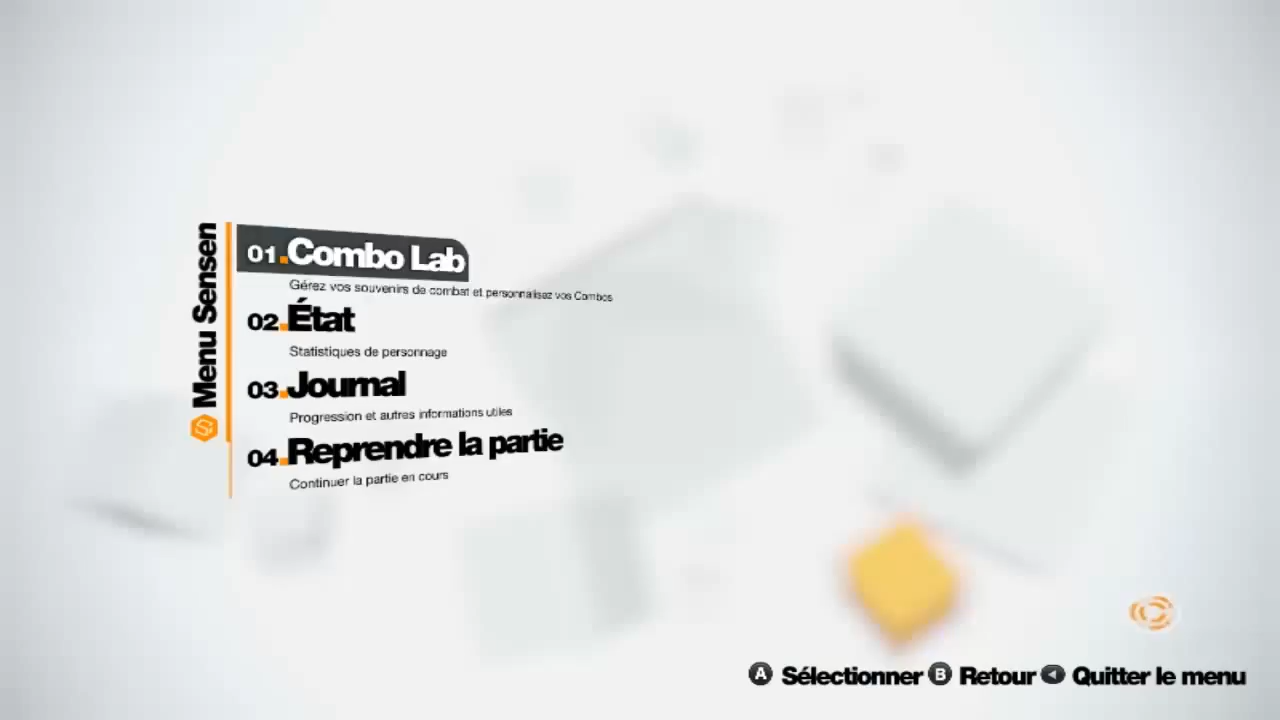 Menu Sensen
01.Combo Lab
Gérez vos souvenirs de combat et personnalisez vos Combos
02.État
Statistiques de personnage
03.Journal
Progression et autres informations utiles
04.Reprendre la partie
Continuer la partie en cours
A Sélectionner B Retour Quitter le menu